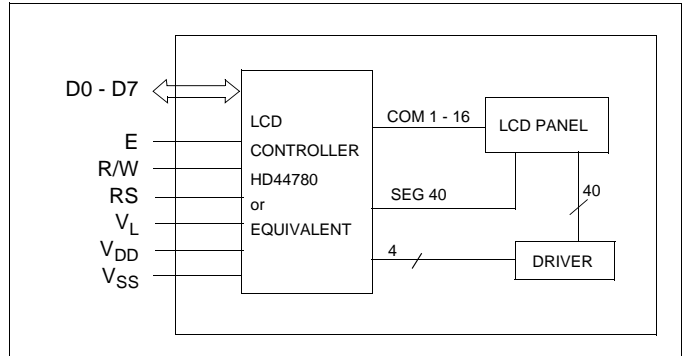 D0 - D7
E
R/W
RS
VL
VDD
VSS
LCD
CONTROLLER
HD44780
or
EQUIVALENT
COM 1 - 16
SEG 40
4
LCD PANEL
40
DRIVER